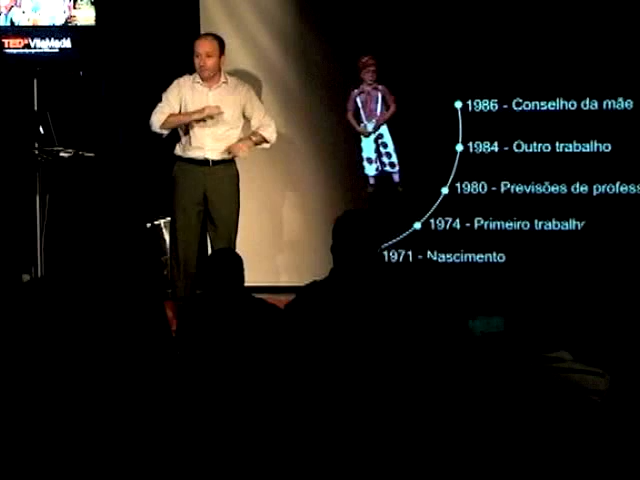 TEDxVilaMadá
1986 - Conselho da mãe
1984 - Outro trabalho
1980 - Previsões de profess
1974 - Primeiro trabalh
1971 - Nascimento